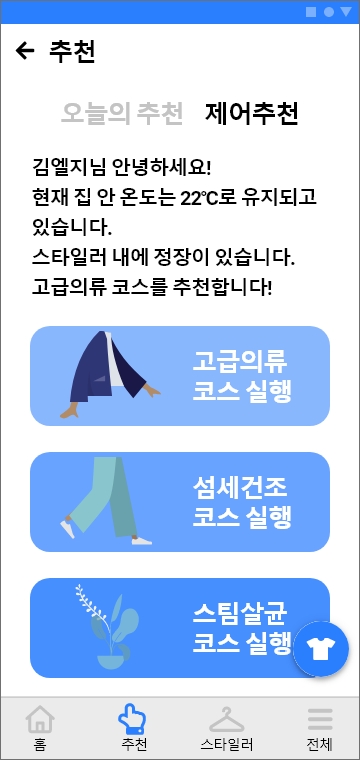 추천
오늘의 추천 제어추천
김엘지님 안녕하세요!
현재 집 안 온도는 22℃로 유지되고
있습니다.
스타일러 내에 정장이 있습니다.
고급의류 코스를 추천합니다!
고급의류
코스 실행
섬세건조
코스 실행
스팀살균
코스 실행
홈 추천 스타일러 전체